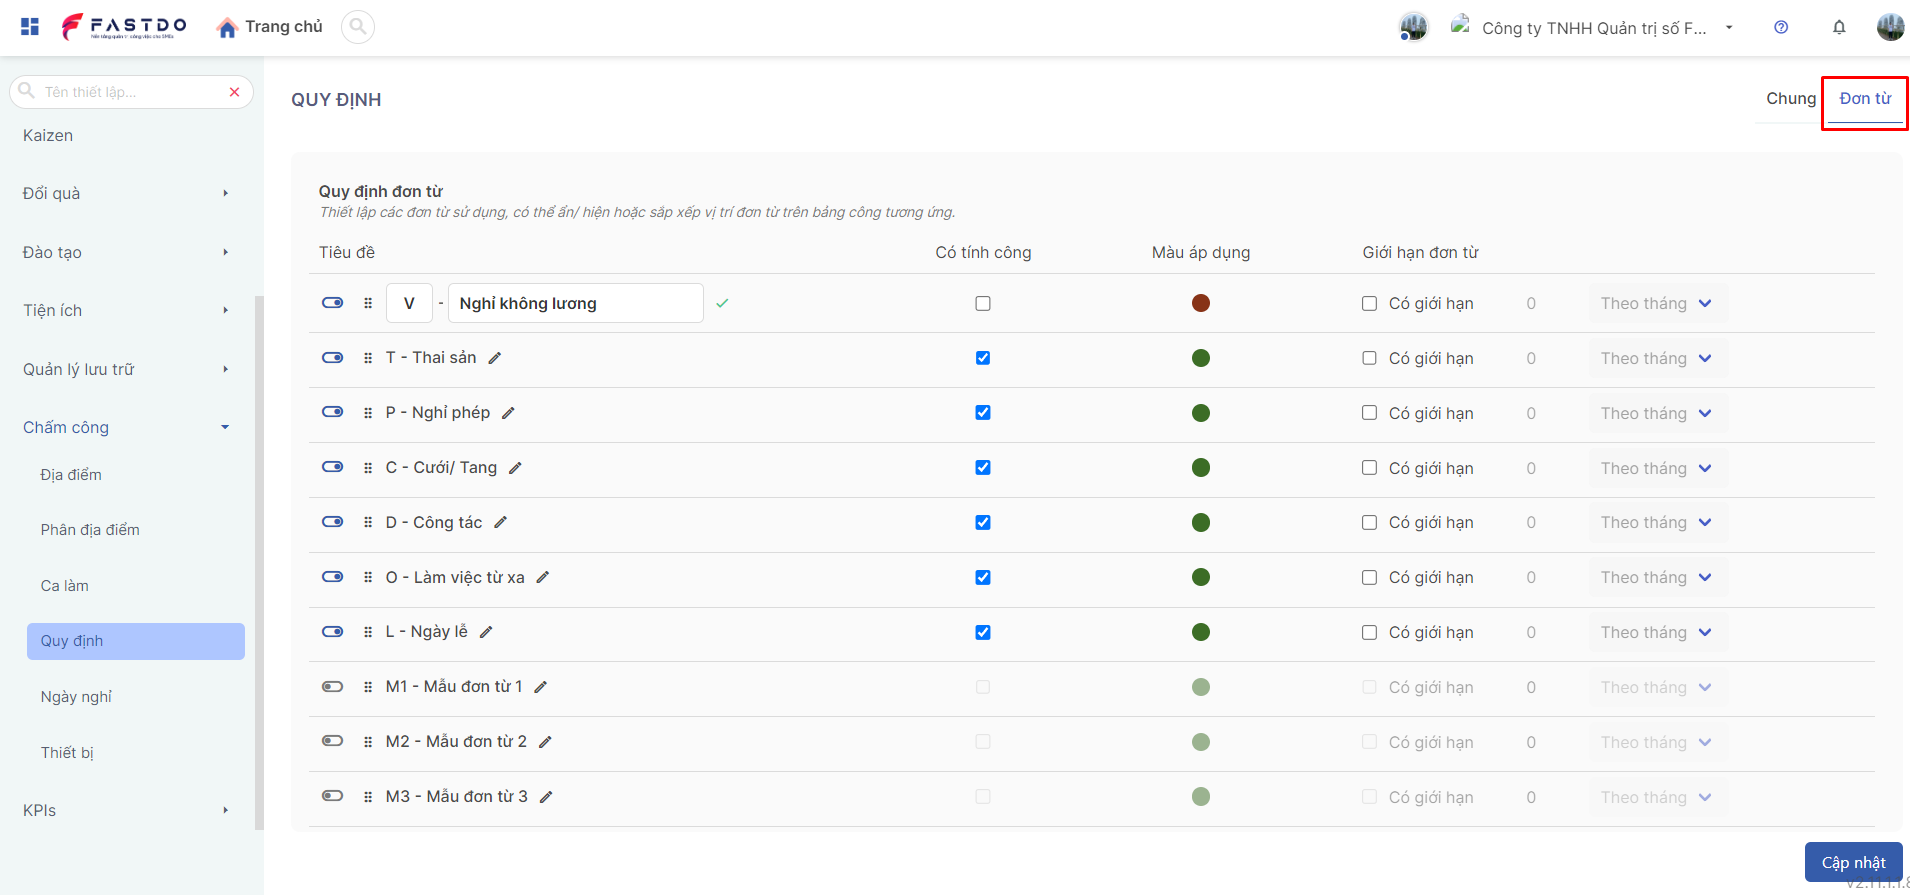 FASTDO
Nền tảng quản trị công việc cho SMEs
Trang chủ
Công ty TNHH Quản trị số F...
Tên thiết lập...
Kaizen
Đổi quà
Đào tạo
Tiện ích
Quản lý lưu trữ
Chấm công
Địa điểm
Phân địa điểm
Ca làm
Quy định
Ngày nghỉ
Thiết bị
KPIs
QUY ĐỊNH
Chung Đơn từ
Quy định đơn từ
Thiết lập các đơn từ sử dụng, có thể ẩn/ hiện hoặc sắp xếp vị trí đơn từ trên bảng công tương ứng.
Tiêu đề Có tính công Màu áp dụng Giới hạn đơn từ
V - Nghỉ không lương Có giới hạn 0 Theo tháng
T - Thai sản Có giới hạn 0 Theo tháng
P - Nghỉ phép Có giới hạn 0 Theo tháng
C - Cưới/ Tang Có giới hạn 0 Theo tháng
D - Công tác Có giới hạn 0 Theo tháng
O - Làm việc từ xa Có giới hạn 0 Theo tháng
L - Ngày lễ Có giới hạn 0 Theo tháng
M1 - Mẫu đơn từ 1 Có giới hạn 0 Theo tháng
M2 - Mẫu đơn từ 2 Có giới hạn 0 Theo tháng
M3 - Mẫu đơn từ 3 Có giới hạn 0 Theo tháng
Cập nhật